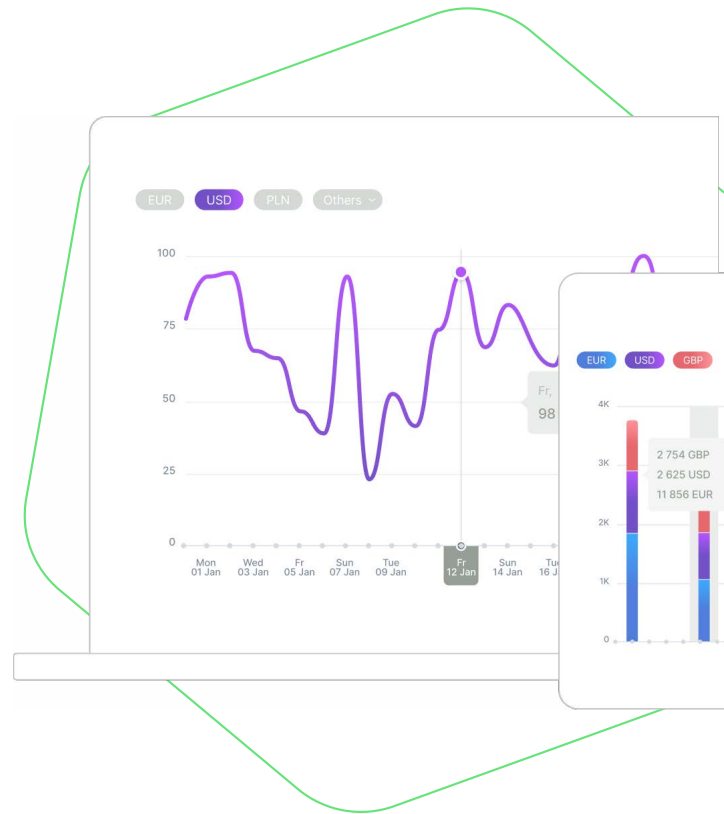 EUR USD PLN Others
100
75
50
25
0
Fr,
98
Mon Wed Fr Sun Tue Fr Sun
01 Jan 03 Jan 05 Jan 07 Jan 09 Jan 12 Jan 14 Jan 16 J
EUR USD GBP
4K
3K
2K
1K
0
2 754 GBP
2 625 USD
11 856 EUR